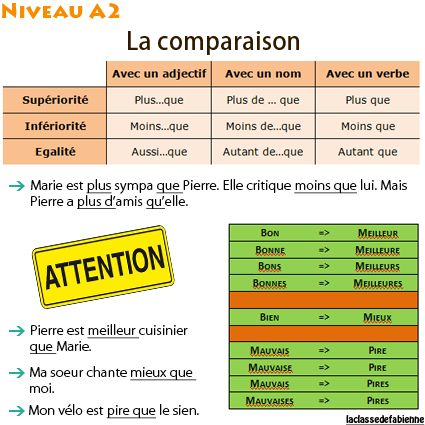 Niveau A2
La comparaison
Avec un adjectif Avec un nom Avec un verbe
Supériorité Plus...que Plus de ... que Plus que
Infériorité Moins...que Moins de...que Moins que
Egalité Aussi...que Autant de...que Autant que
Marie est plus sympa que Pierre. Elle critique moins que lui. Mais
Pierre a plus d'amis qu'elle.
ATTENTION
Bon => Meilleur
Bonne => Meilleure
Bons => Meilleurs
Bonnes => Meilleures
Bien => Mieux
Mauvais => Pire
Mauvaise => Pire
Mauvais => Pires
Mauvaises => Pires
Pierre est meilleur cuisinier
que Marie.
Ma soeur chante mieux que
moi.
Mon vélo est pire que le sien.
laclassedefabienne